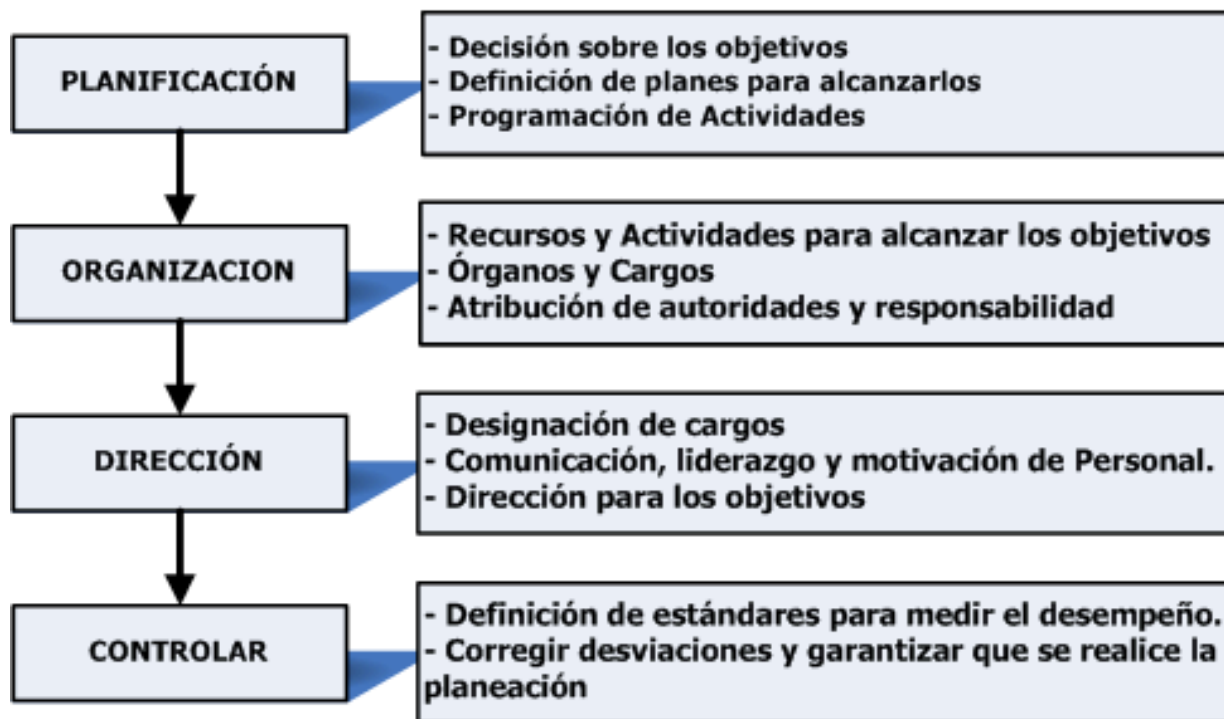 PLANIFICACIÓN
- Decisión sobre los objetivos
- Definición de planes para alcanzarlos
- Programación de Actividades
ORGANIZACION
- Recursos y Actividades para alcanzar los objetivos
- Órganos y Cargos
- Atribución de autoridades y responsabilidad
DIRECCIÓN
- Designación de cargos
- Comunicación, liderazgo y motivación de Personal.
- Dirección para los objetivos
CONTROLAR
- Definición de estándares para medir el desempeño.
- Corregir desviaciones y garantizar que se realice la
planeación